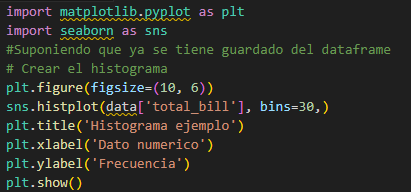 import matplotlib.pyplot as plt
import seaborn as sns
#Suponiendo que ya se tiene guardado del dataframe
# Crear el histograma
plt.figure(figsize=(10, 6))
sns.histplot(data['total_bill'], bins=30,)
plt.title('Histograma ejemplo')
plt.xlabel('Dato numerico')
plt.ylabel('Frecuencia')
plt.show()